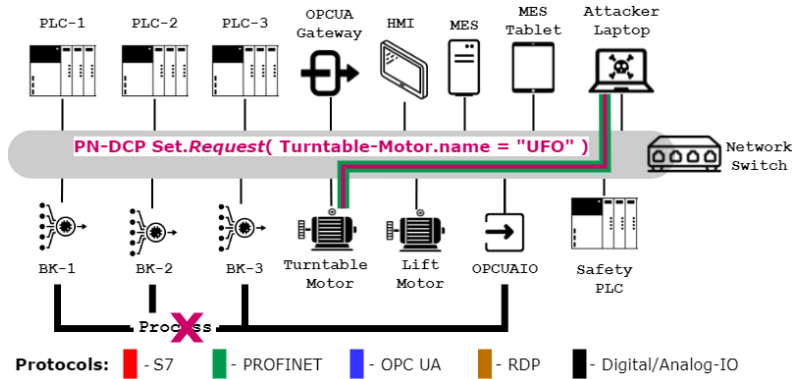 PLC-1 PLC-2 PLC-3 OPCUA Gateway HMI MES MES Tablet Attacker Laptop
PN-DCP Set.Request( Turntable-Motor.name = "UFO" )
Network Switch
BK-1 BK-2 BK-3 Turntable Motor Lift Motor OPCUAIO Safety PLC
Process
Protocols: - S7 - PROFINET - OPC UA - RDP - Digital/Analog-IO